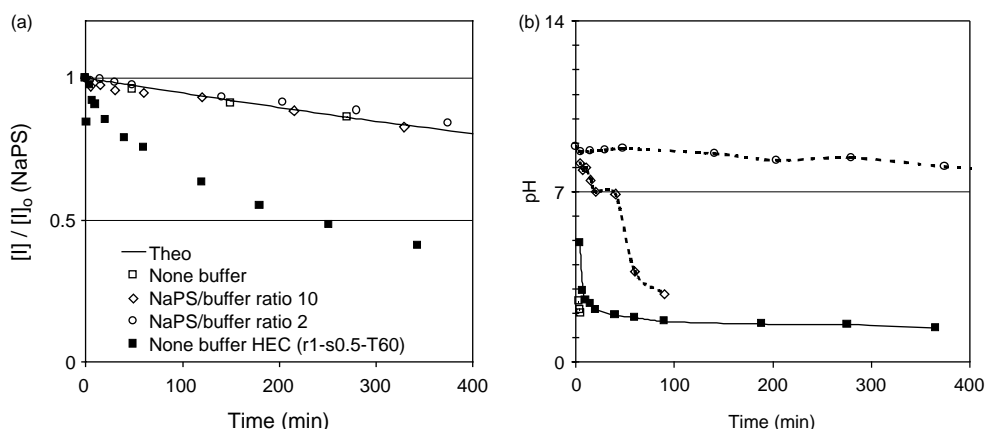 (a)
1
0.5
0
[I] / [I]o (NaPS)
Theo
None buffer
NaPS/buffer ratio 10
NaPS/buffer ratio 2
None buffer HEC (r1-s0.5-T60)
0 100 200 300 400
Time (min)
(b)
14
7
0
pH
0 100 200 300 400
Time (min)